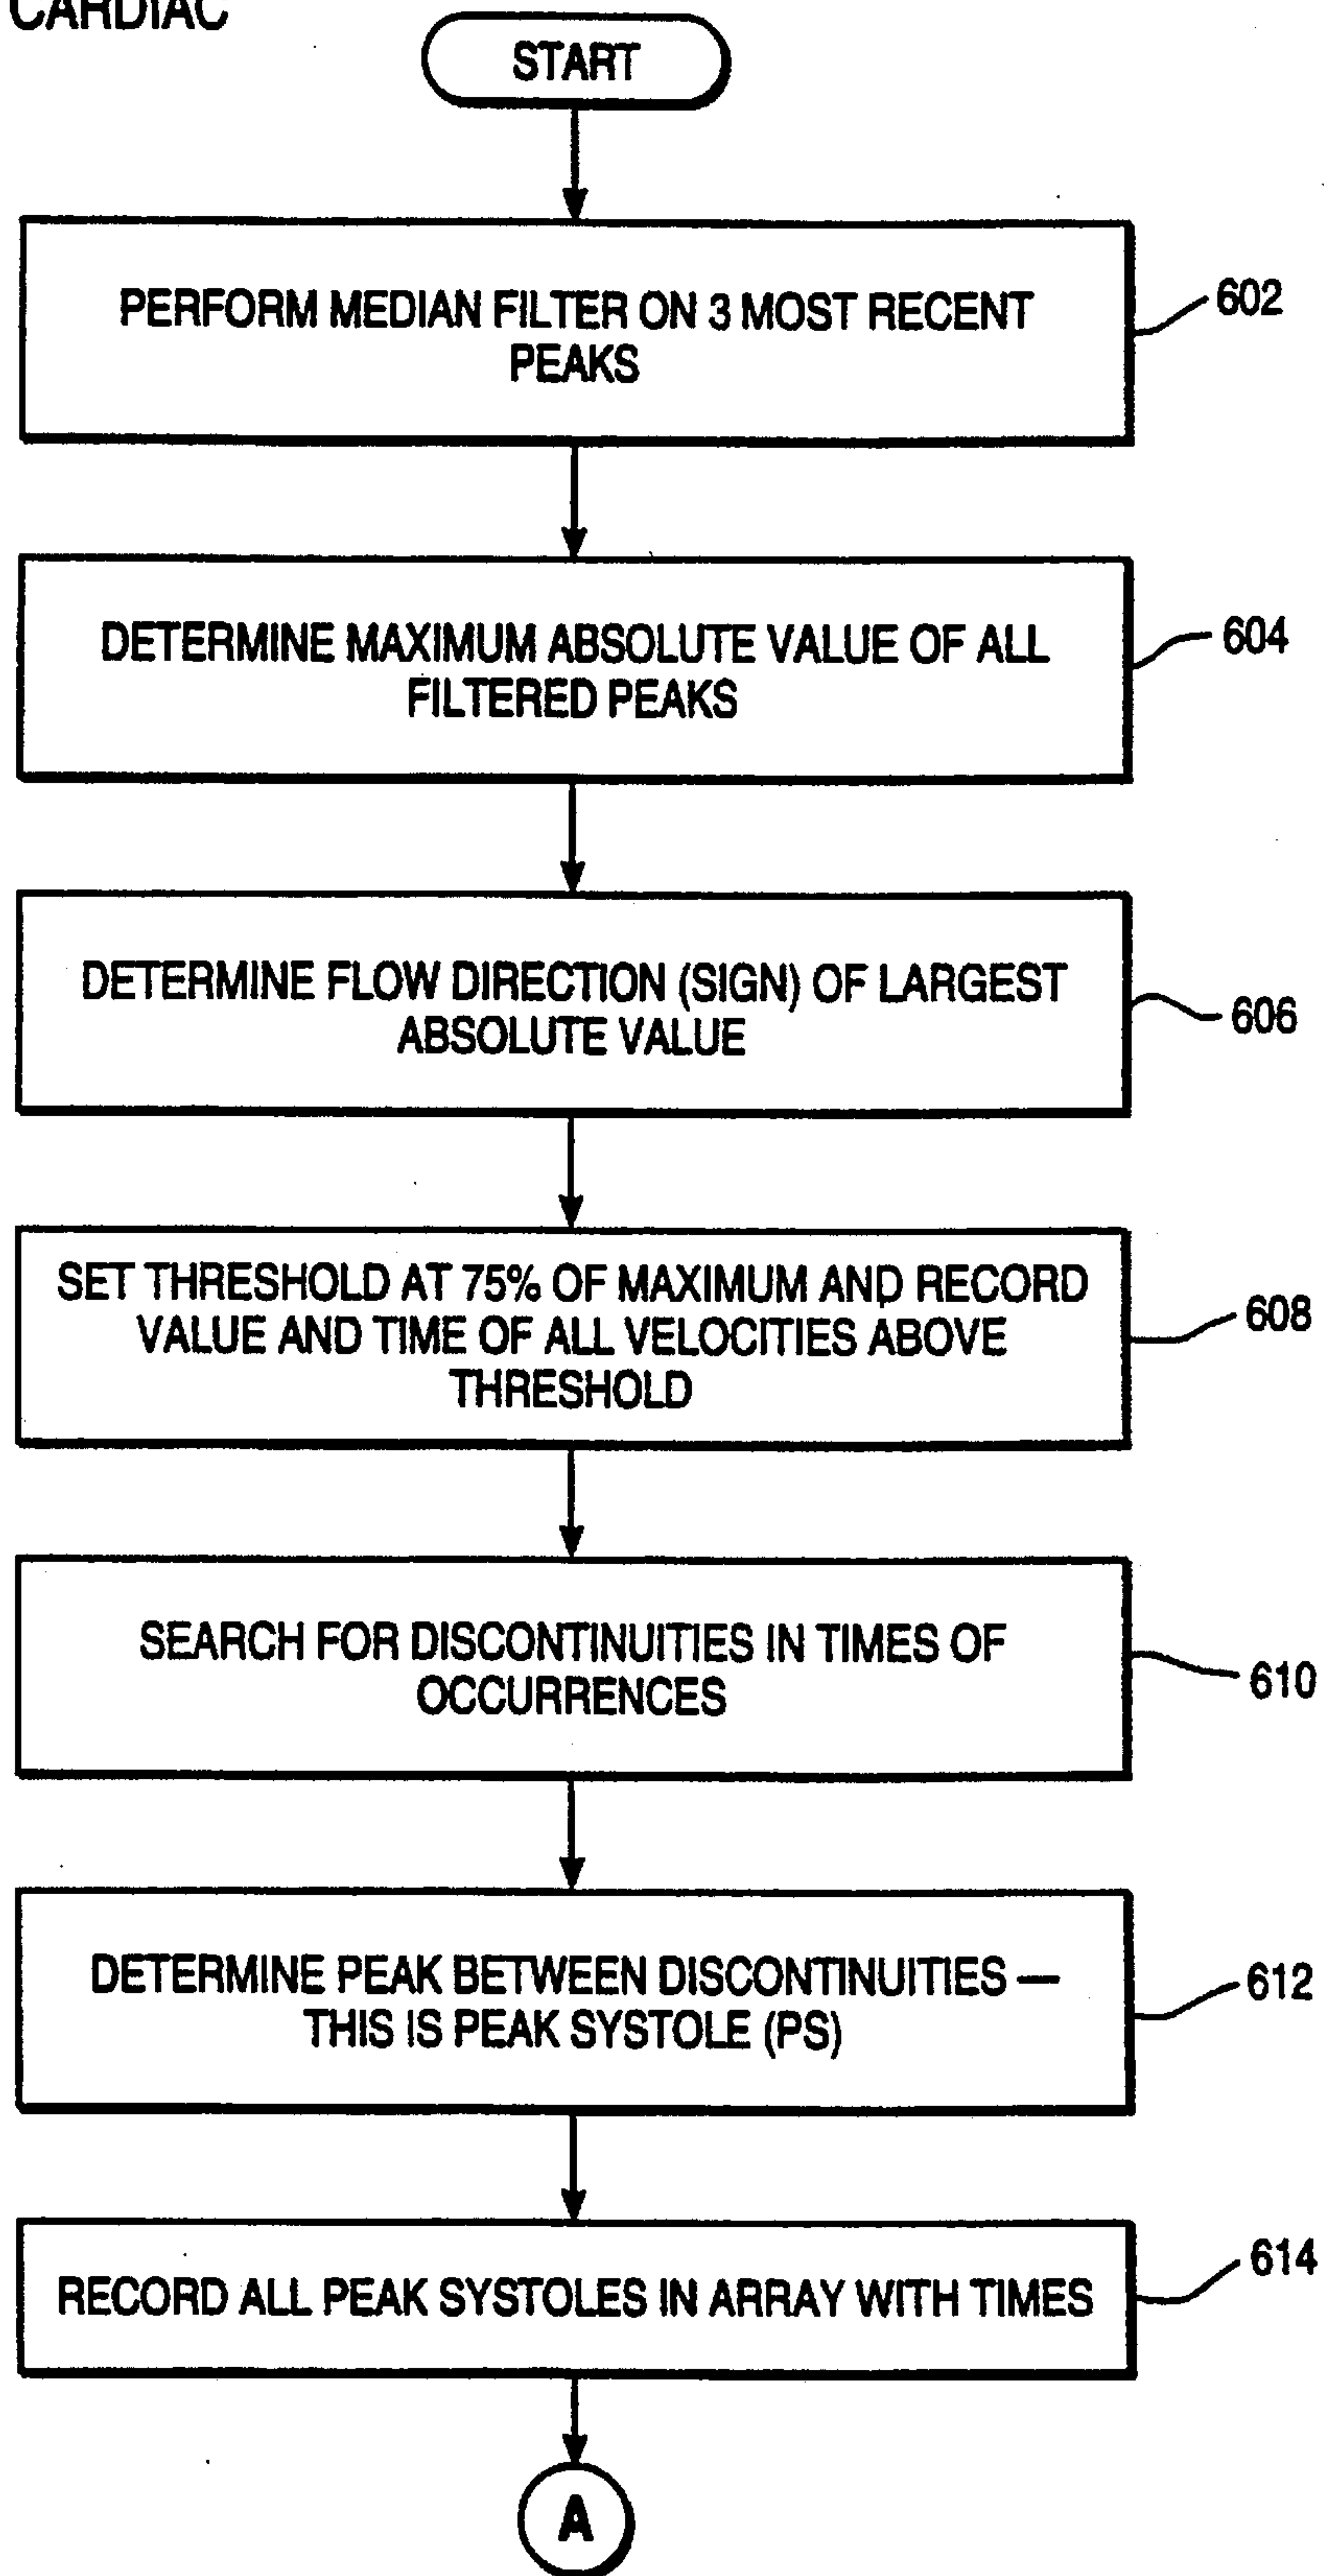 CARDIAC
START
PERFORM MEDIAN FILTER ON 3 MOST RECENT
PEAKS
602
DETERMINE MAXIMUM ABSOLUTE VALUE OF ALL
FILTERED PEAKS
604
DETERMINE FLOW DIRECTION (SIGN) OF LARGEST
ABSOLUTE VALUE
606
SET THRESHOLD AT 75% OF MAXIMUM AND RECORD
VALUE AND TIME OF ALL VELOCITIES ABOVE
THRESHOLD
608
SEARCH FOR DISCONTINUITIES IN TIMES OF
OCCURRENCES
610
DETERMINE PEAK BETWEEN DISCONTINUITIES —
THIS IS PEAK SYSTOLE (PS)
612
RECORD ALL PEAK SYSTOLES IN ARRAY WITH TIMES
614
A